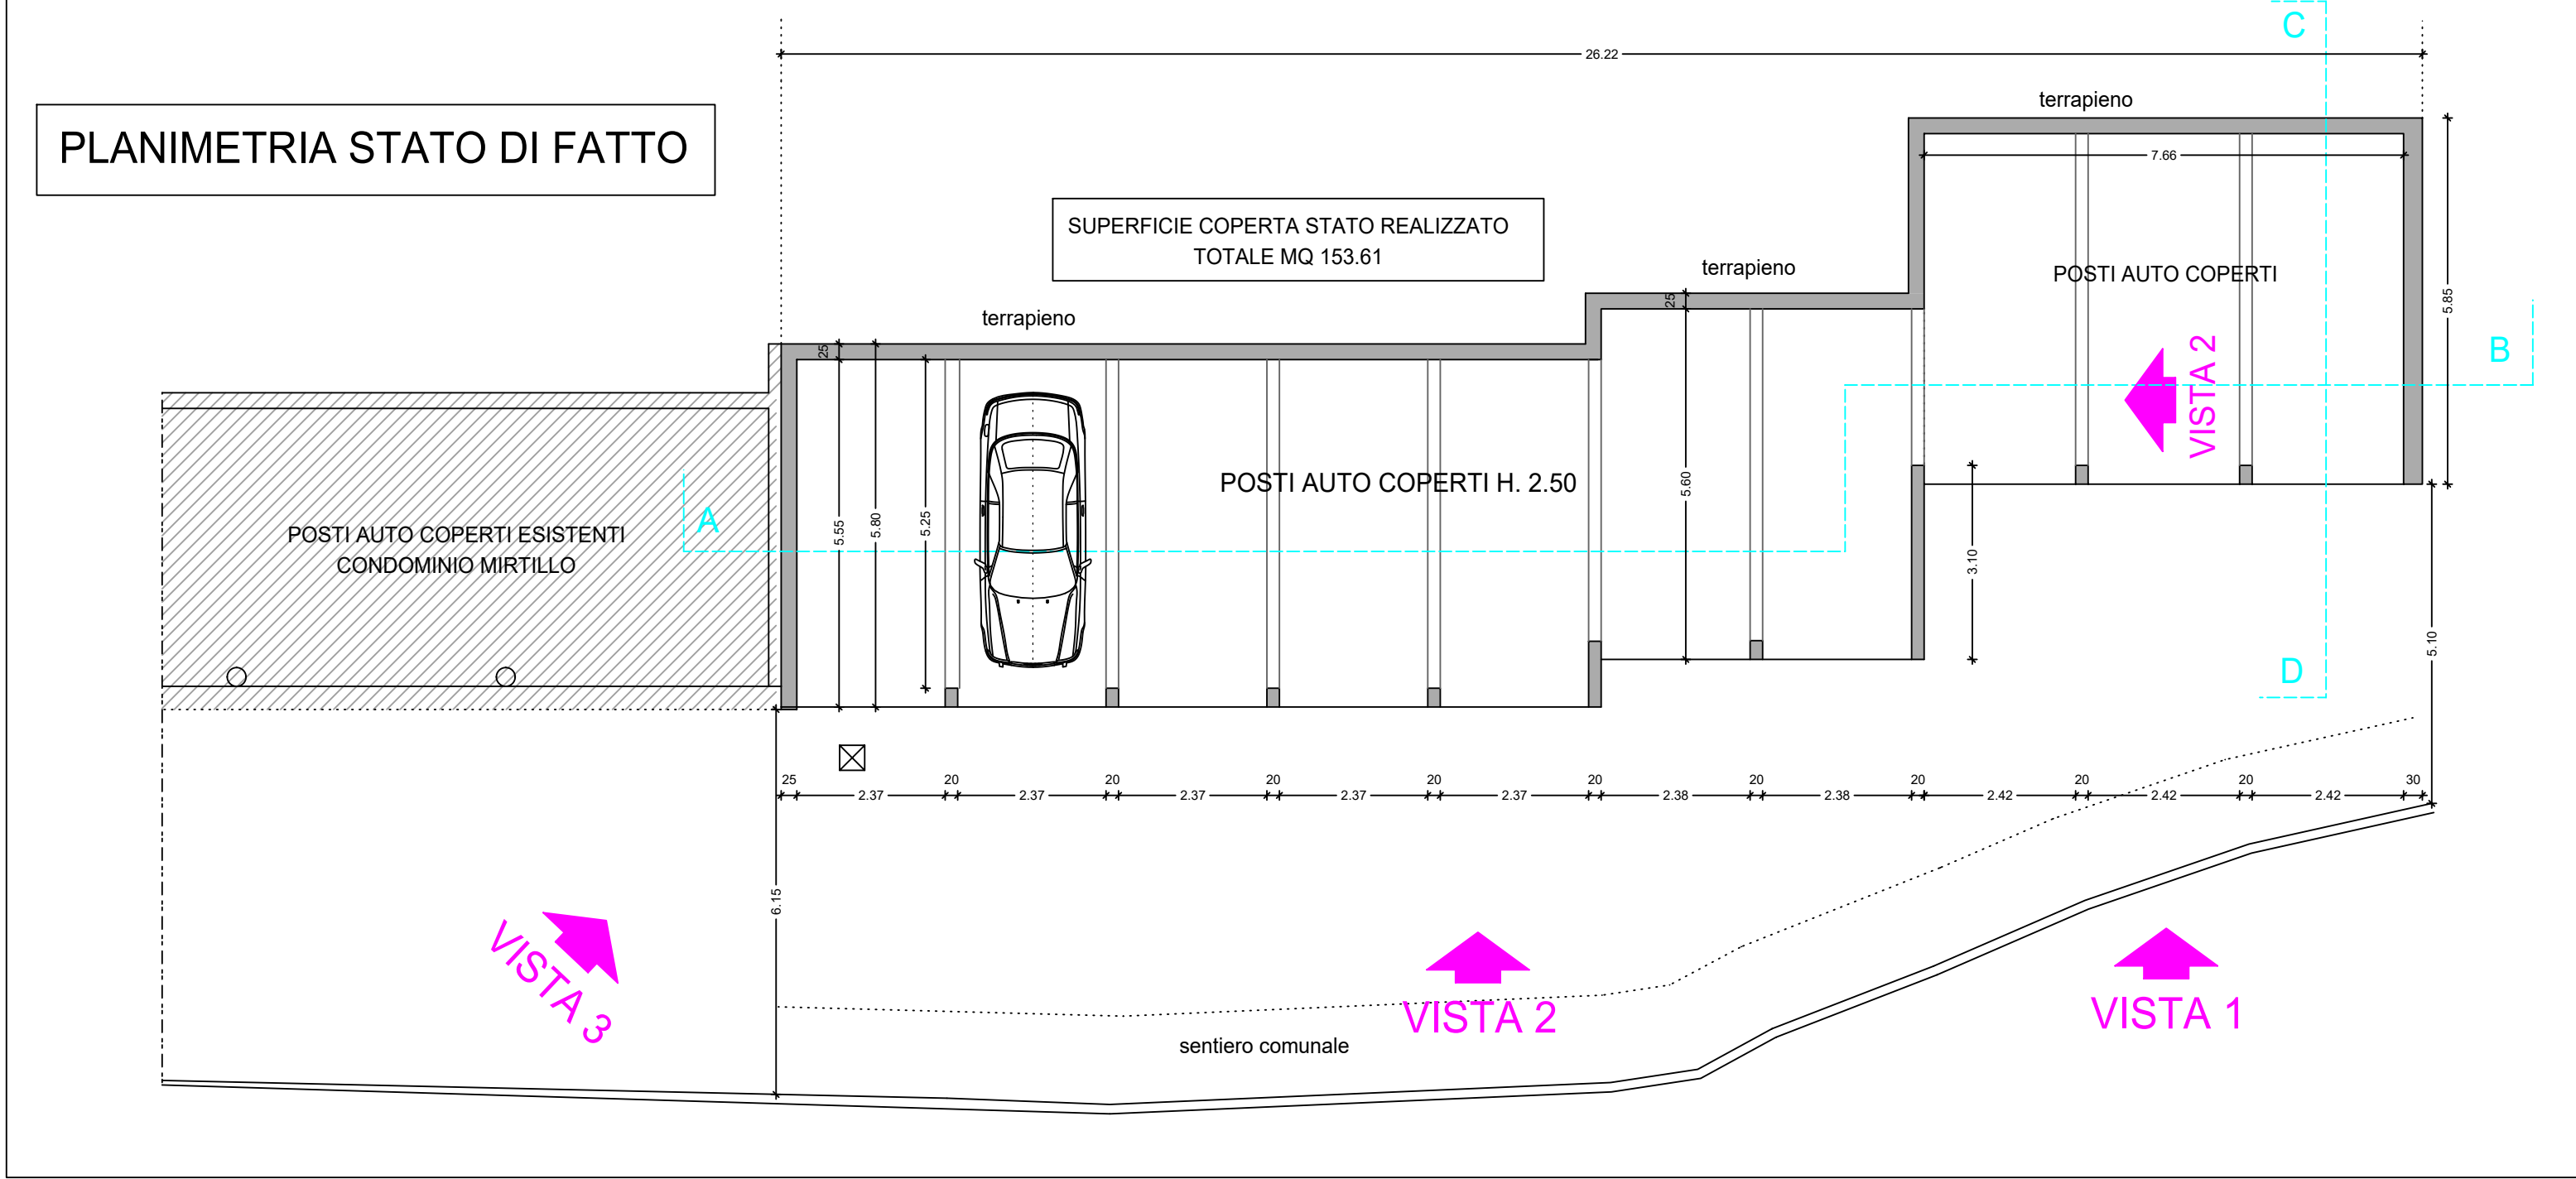 C
26.22
terrapieno
PLANIMETRIA STATO DI FATTO
7.66
SUPERFICIE COPERTA STATO REALIZZATO
TOTALE MQ 153.61
terrapieno
POSTI AUTO COPERTI
25
5.85
terrapieno
25
VISTA 2
B
POSTI AUTO COPERTI H. 2.50
5.60
A
5.55
5.80
5.25
POSTI AUTO COPERTI ESISTENTI
CONDOMINIO MIRTILLO
3.10
5.10
D
25 20 20 20 20 20 20 20 20 20 30
2.37 2.37 2.37 2.37 2.37 2.38 2.38 2.42 2.42 2.42
6.15
VISTA 3
VISTA 2
VISTA 1
sentiero comunale